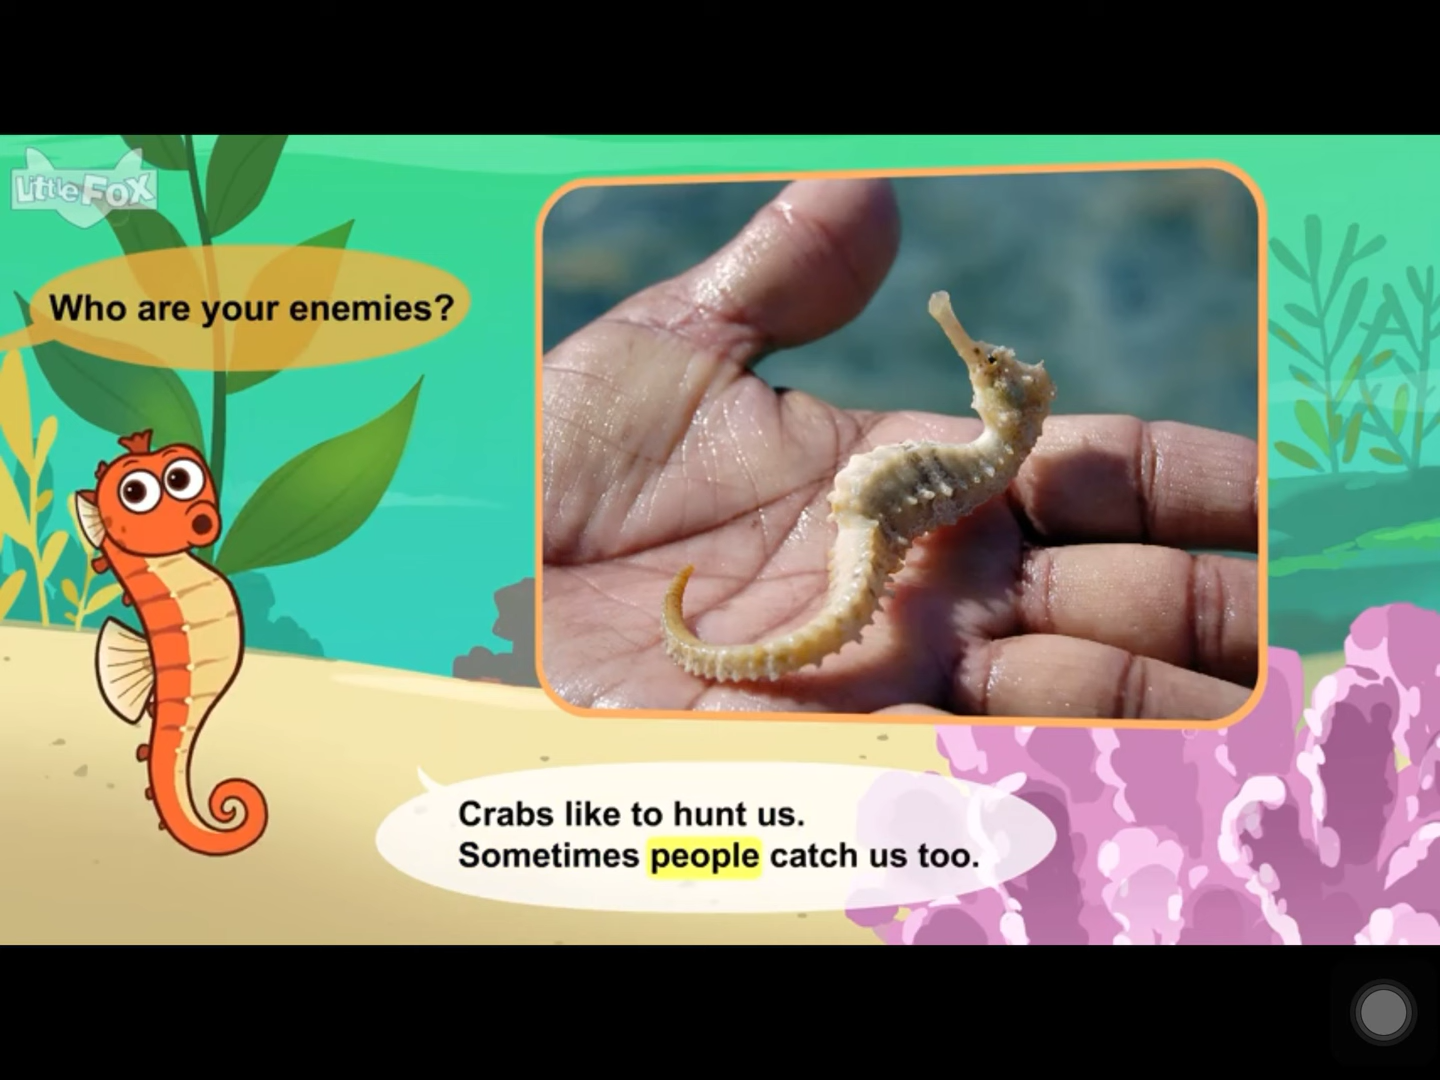 Little Fox
Who are your enemies?
Crabs like to hunt us.
Sometimes people catch us too.